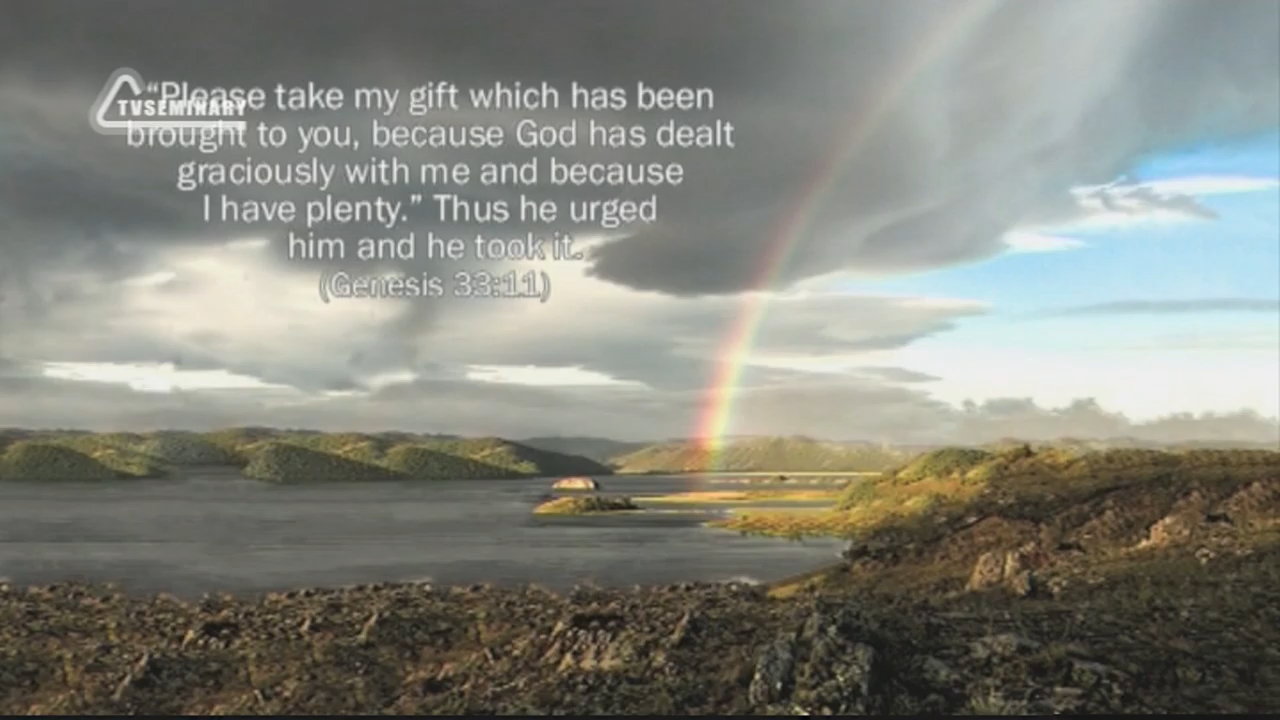 “Please take my gift which has been
TVSEMINARY
brought to you, because God has dealt
graciously with me and because
I have plenty.” Thus he urged
him and he took it.
(Genesis 33:11)